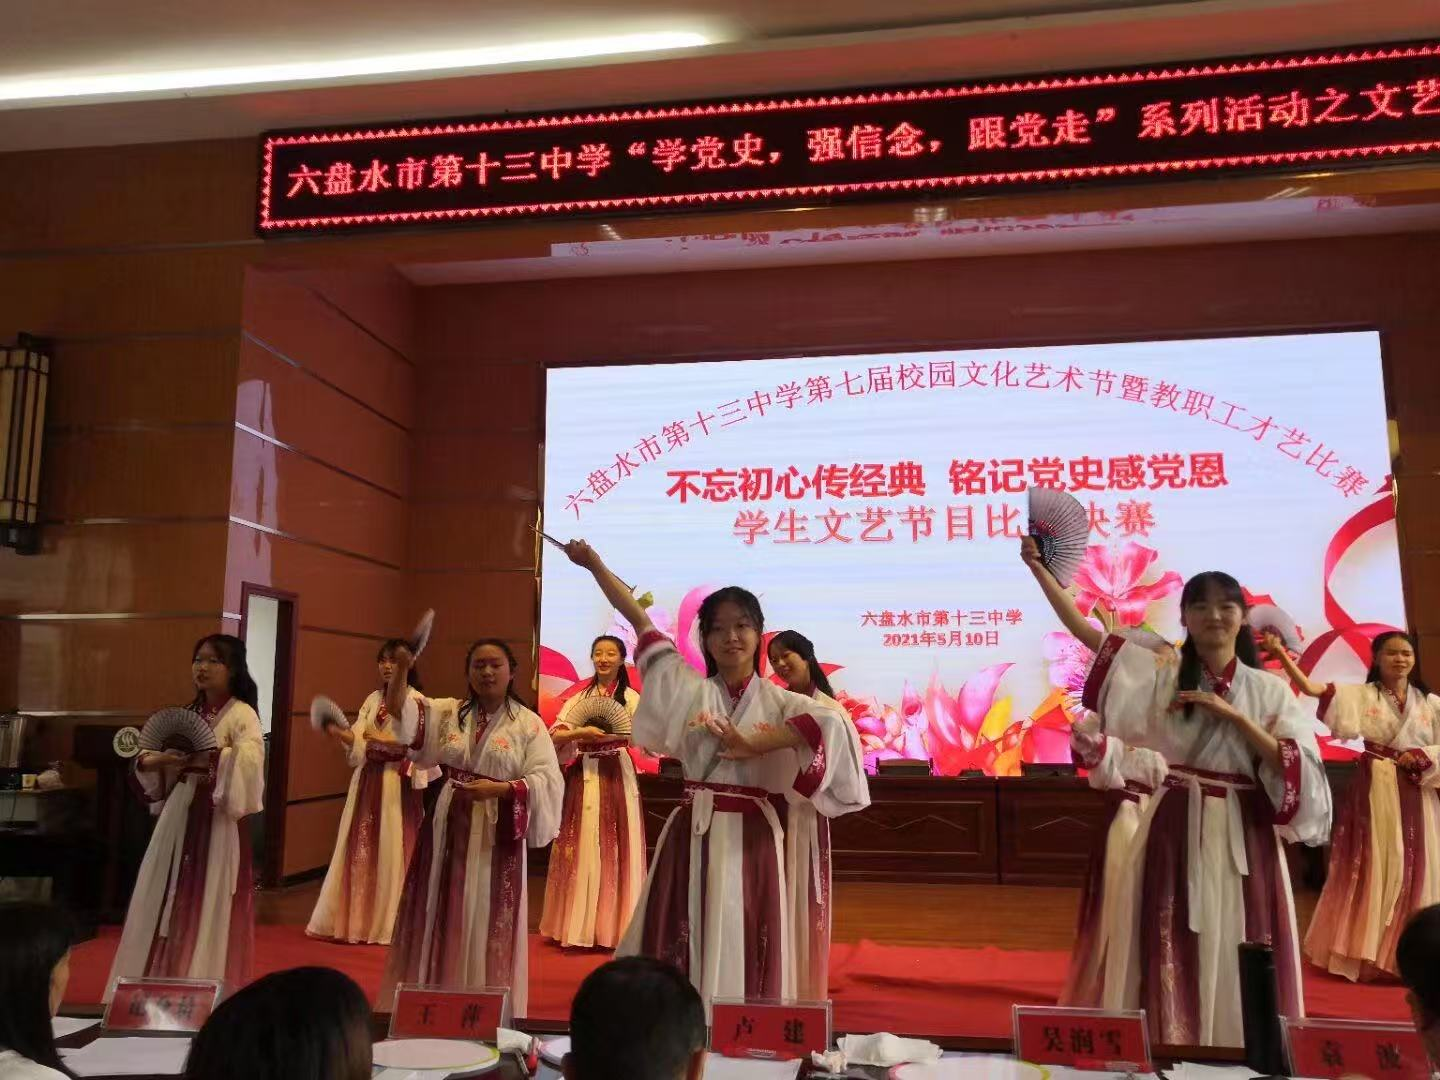 六盘水市第十三中学“学党史，强信念，跟党走”系列活动之文艺
六盘水市第十三中学第七届校园文化艺术节暨教职工才艺比赛
不忘初心传经典 铭记党史感党恩
学生文艺节目比 决赛
六盘水市第十三中学
2021年5月10日
王 萍
卢 建
吴润雪
袁 波